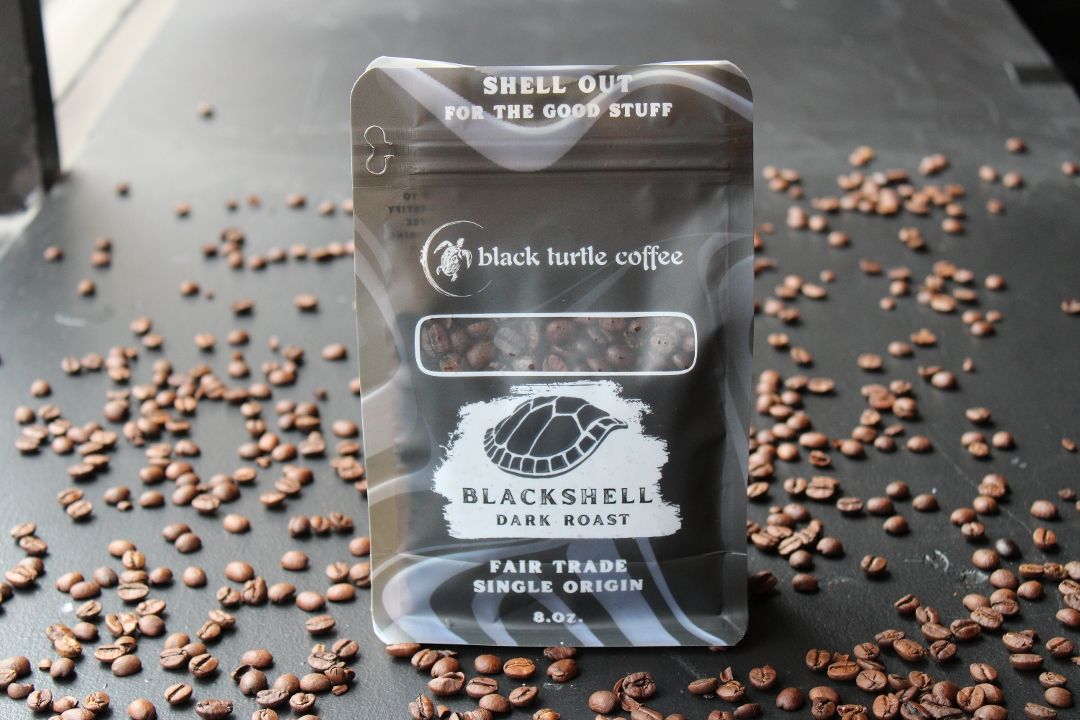 SHELL OUT
FOR THE GOOD STUFF
black turtle coffee
BLACKSHELL
DARK ROAST
FAIR TRADE
SINGLE ORIGIN
8.Oz.